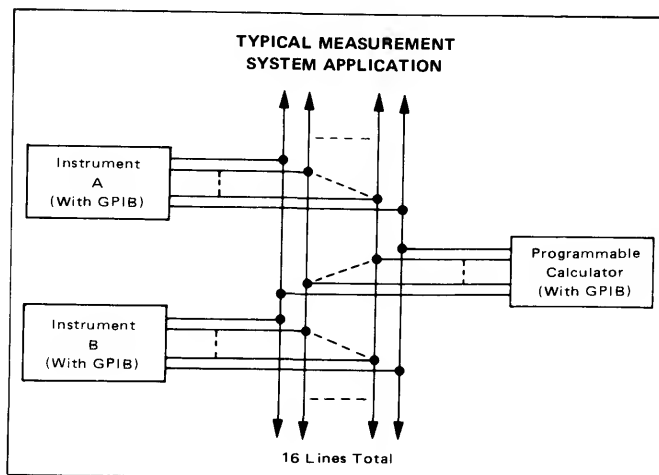 TYPICAL MEASUREMENT
SYSTEM APPLICATION
Instrument
A
(With GPIB)
Programmable
Calculator
(With GPIB)
Instrument
B
(With GPIB)
16 Lines Total